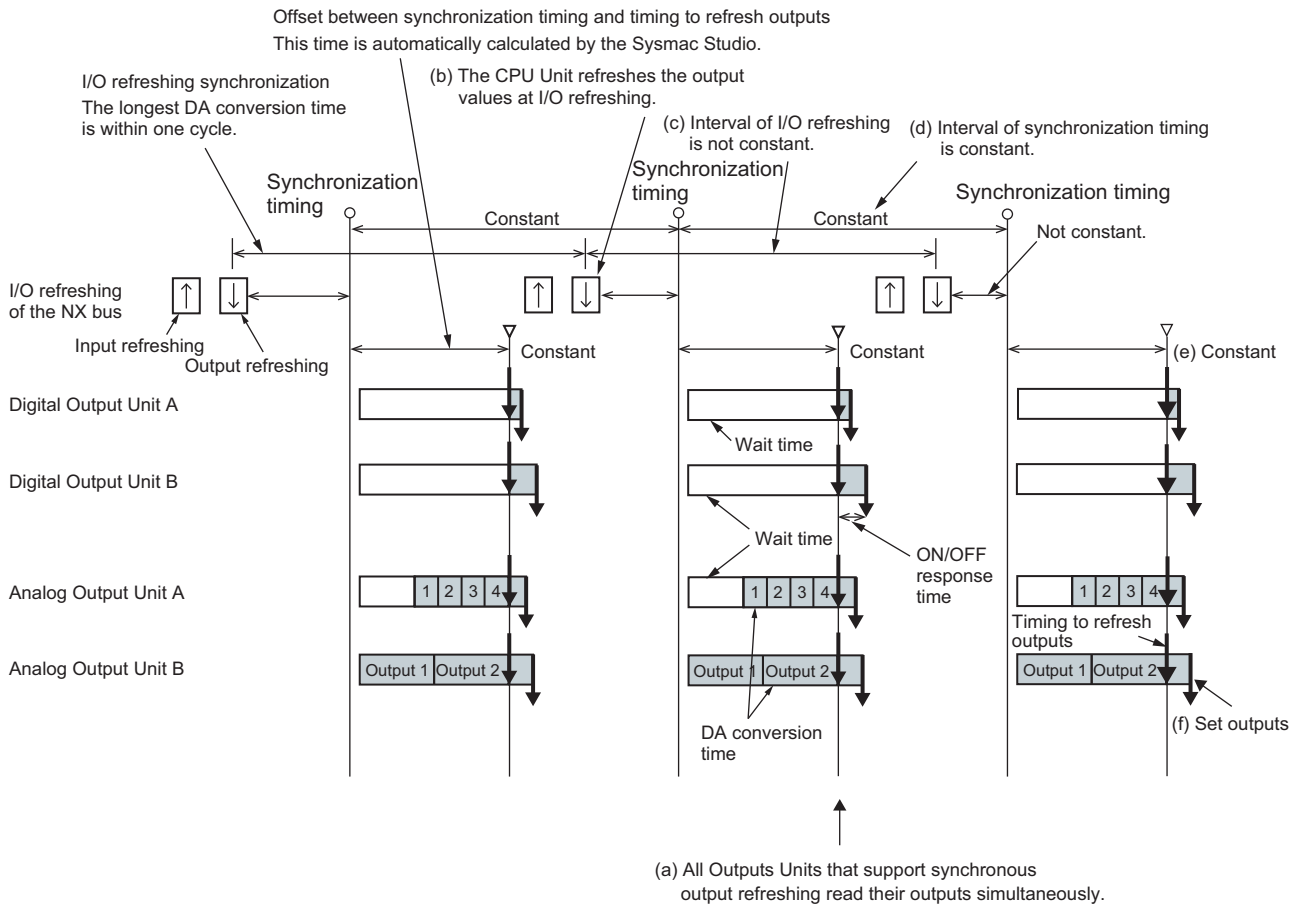 Offset between synchronization timing and timing to refresh outputs
This time is automatically calculated by the Sysmac Studio.
I/O refreshing synchronization
The longest DA conversion time
is within one cycle.
(b) The CPU Unit refreshes the output
values at I/O refreshing.
(c) Interval of I/O refreshing
is not constant.
(d) Interval of synchronization timing
is constant.
Synchronization
timing
Synchronization
timing
Synchronization timing
Constant
Constant
Not constant.
I/O refreshing
of the NX bus
Input refreshing
Output refreshing
Constant
Constant
(e) Constant
Digital Output Unit A
Wait time
Digital Output Unit B
Wait time
ON/OFF
response
time
Analog Output Unit A
1 2 3 4
1 2 3 4
1 2 3 4
Timing to refresh
outputs
Analog Output Unit B
Output 1 Output 2
Output 1 Output 2
Output 1 Output 2
DA conversion
time
(f) Set outputs
(a) All Outputs Units that support synchronous
output refreshing read their outputs simultaneously.